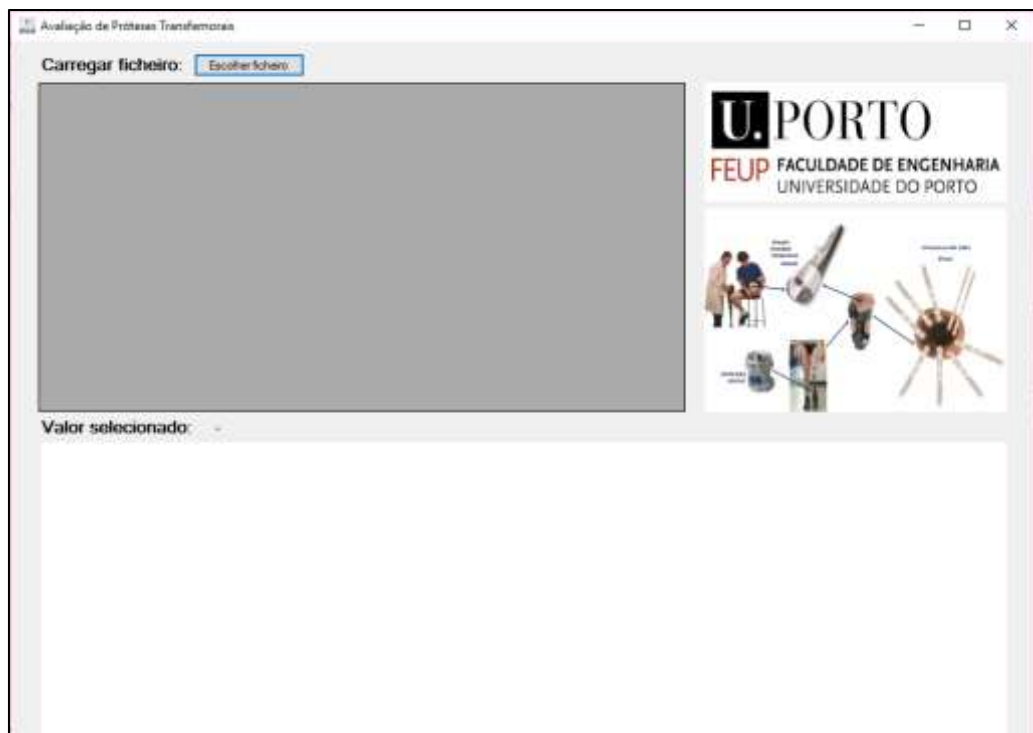 Avaliação de Próteses Transfemorais
Carregar ficheiro: Escolher ficheiro
U.PORTO
FEUP FACULDADE DE ENGENHARIA
UNIVERSIDADE DO PORTO
Valor selecionado: -